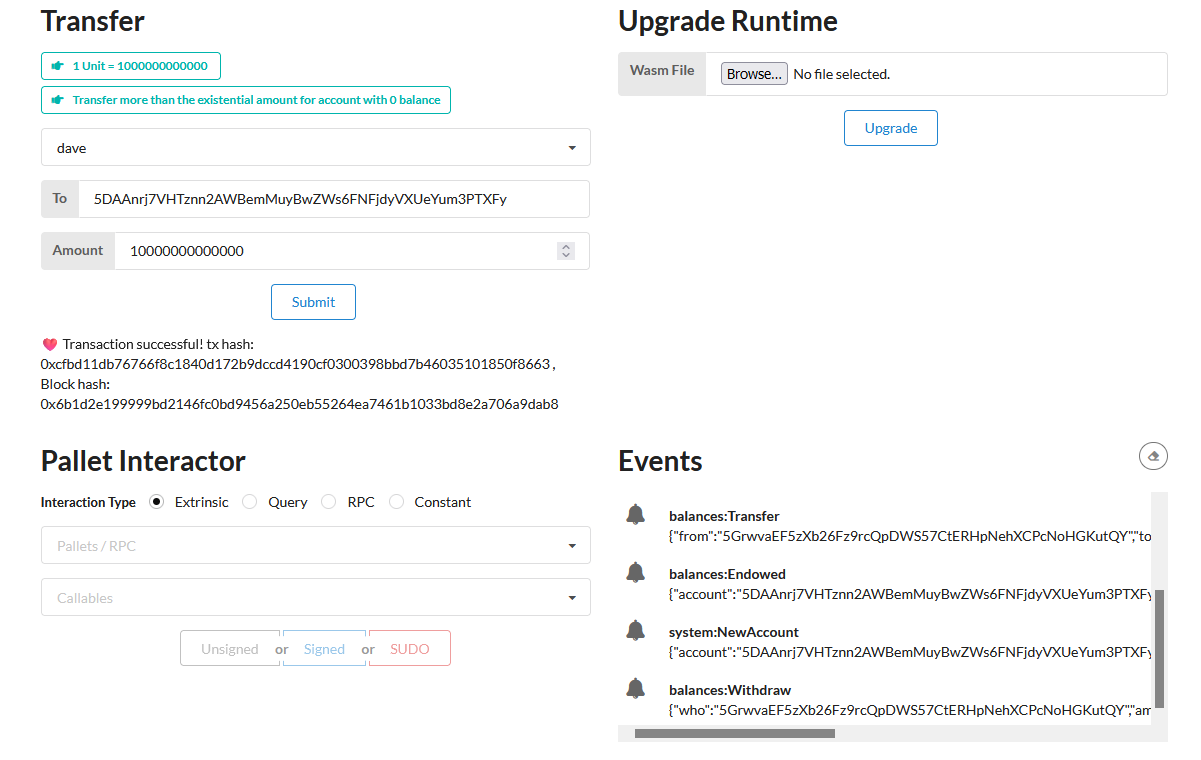 Transfer
1 Unit = 1000000000000
Transfer more than the existential amount for account with 0 balance
dave
To 5DAAnrj7VHTznn2AWBemMuyBwZWs6FNFjdyVXUeYum3PTXFy
Amount 10000000000000
Submit
💖 Transaction successful! tx hash:
0xcfbd11db76766f8c1840d172b9dccd4190cf0300398bbd7b46035101850f8663 ,
Block hash:
0x6b1d2e199999bd2146fc0bd9456a250eb55264ea7461b1033bd8e2a706a9dab8
Upgrade Runtime
Wasm File Browse... No file selected.
Upgrade
Pallet Interactor
Interaction Type Extrinsic Query RPC Constant
Pallets / RPC
Callables
Unsigned or Signed or SUDO
Events
balances:Transfer
{"from":"5GrwvaEF5zXb26Fz9rcQpDWS57CtERHpNehXCPcNoHGKutQY","to
balances:Endowed
{"account":"5DAAnrj7VHTznn2AWBemMuyBwZWs6FNFjdyVXUeYum3PTXFy
system:NewAccount
{"account":"5DAAnrj7VHTznn2AWBemMuyBwZWs6FNFjdyVXUeYum3PTXFy
balances:Withdraw
{"who":"5GrwvaEF5zXb26Fz9rcQpDWS57CtERHpNehXCPcNoHGKutQY","am